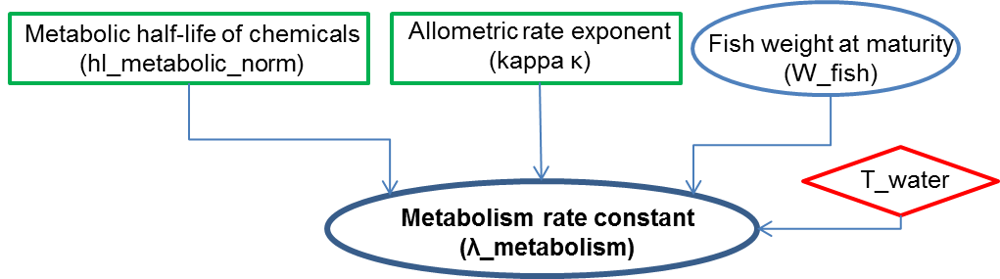 Metabolic half-life of chemicals
(hl_metabolic_norm)
Allometric rate exponent
(kappa κ)
Fish weight at maturity
(W_fish)
T_water
Metabolism rate constant
(λ_metabolism)